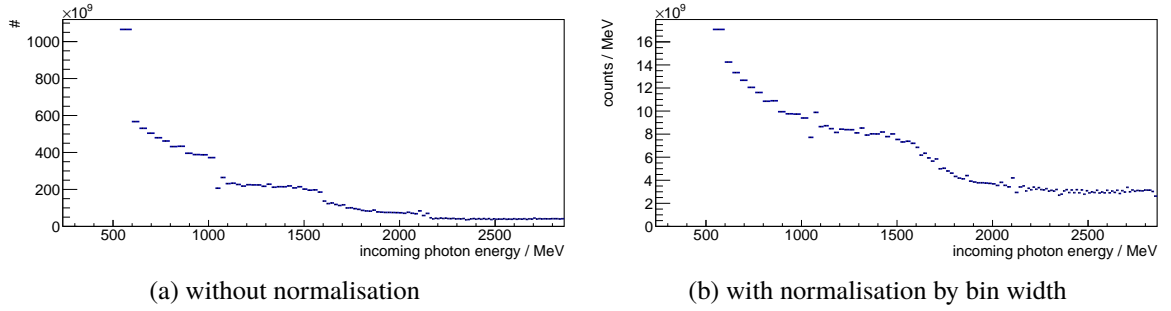 ×10⁹
#
1000
800
600
400
200
0
500 1000 1500 2000 2500
incoming photon energy / MeV
(a) without normalisation
×10⁹
counts / MeV
16
14
12
10
8
6
4
2
0
500 1000 1500 2000 2500
incoming photon energy / MeV
(b) with normalisation by bin width